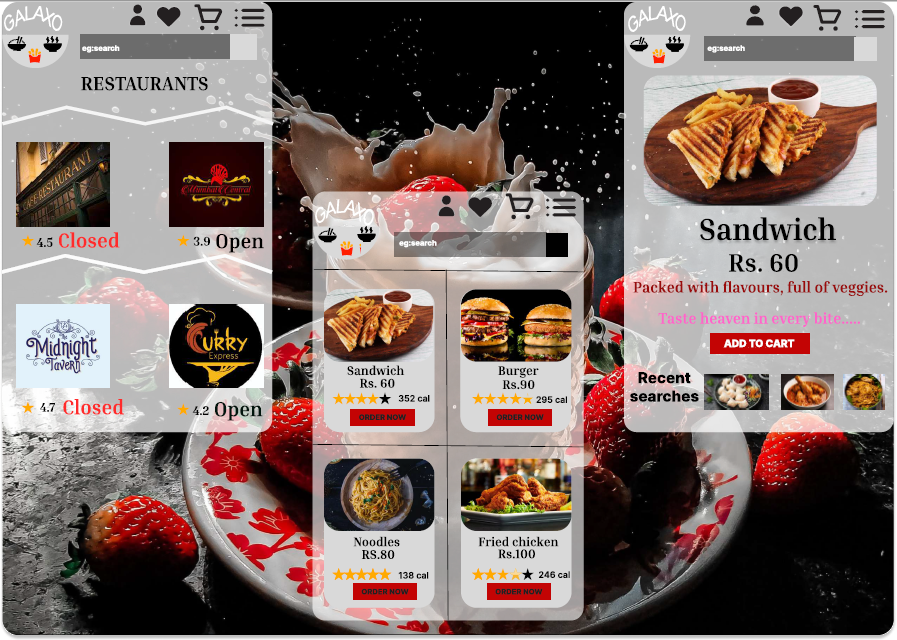 GALAXO
eg:search
RESTAURANTS
CAFE-RESTAURANT
4.5 Closed
3.9 Open
The
Midnight
Tavern
Curry
Express
4.7 Closed
4.2 Open
GALAXO
eg:search
Sandwich
Rs. 60
352 cal
ORDER NOW
Burger
Rs.90
295 cal
ORDER NOW
Noodles
RS.80
138 cal
ORDER NOW
Fried chicken
Rs.100
246 cal
ORDER NOW
GALAXO
eg:search
Sandwich
Rs. 60
Packed with flavours, full of veggies.
Taste heaven in every bite.....
ADD TO CART
Recent
searches